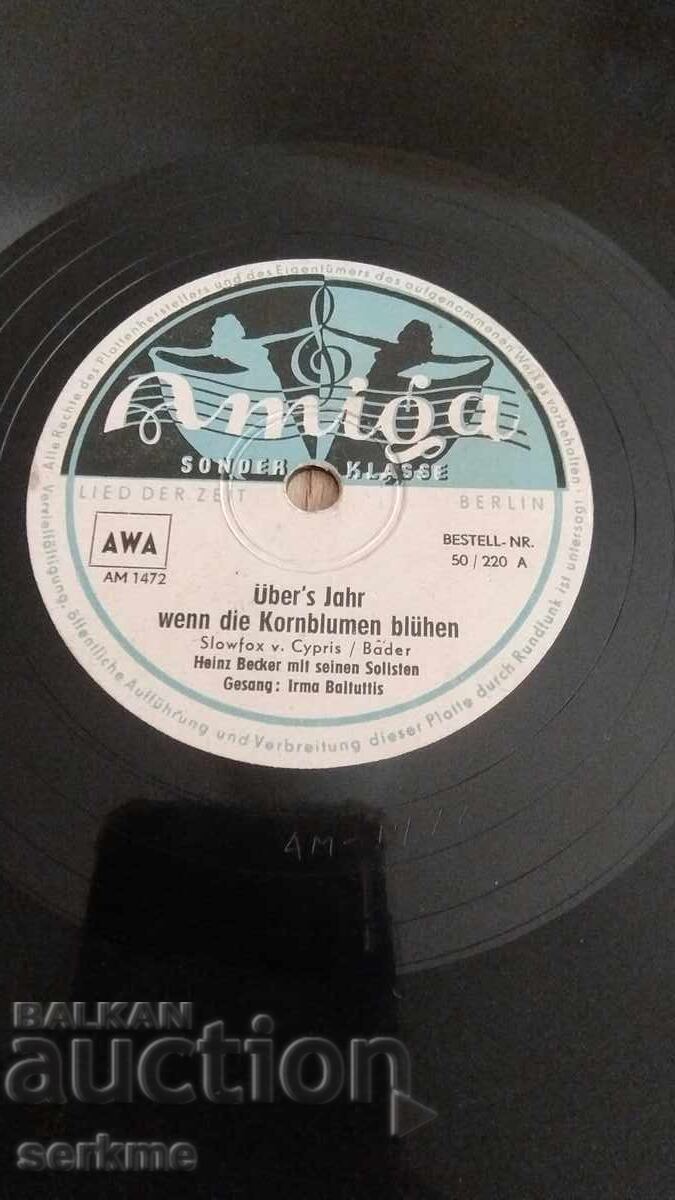 Alle Rechte des Plattenherstellers und des Eigentümers des aufgenommenen Werkes vorbehalten · Vervielfältigung, öffentliche Aufführung und Verbreitung dieser Platte durch Rundfunk ist untersagt ·
Amiga
SONDER KLASSE
LIED DER ZEIT BERLIN
AWA
AM 1472
BESTELL-NR.
50 / 220 A
Über's Jahr
wenn die Kornblumen blühen
Slowfox v. Cypris / Bäder
Heinz Becker mit seinen Solisten
Gesang: Irma Baltuttis
BALKAN
auction
serkme